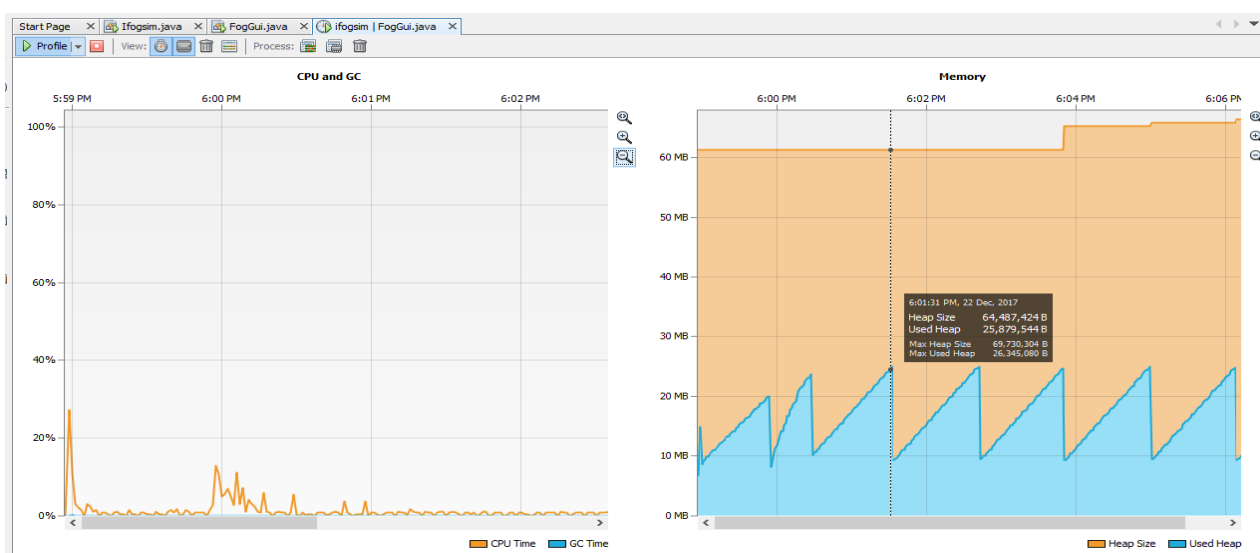 Start Page Ifogsim.java FogGui.java ifogsim | FogGui.java
Profile View: Process:
CPU and GC
5:59 PM 6:00 PM 6:01 PM 6:02 PM
100%
80%
60%
40%
20%
0%
CPU Time GC Time
Memory
6:00 PM 6:02 PM 6:04 PM 6:06 PM
60 MB
50 MB
40 MB
30 MB
20 MB
10 MB
0 MB
6:01:31 PM, 22 Dec, 2017
Heap Size 64,487,424 B
Used Heap 25,879,544 B
Max Heap Size 69,730,304 B
Max Used Heap 26,345,080 B
Heap Size Used Heap